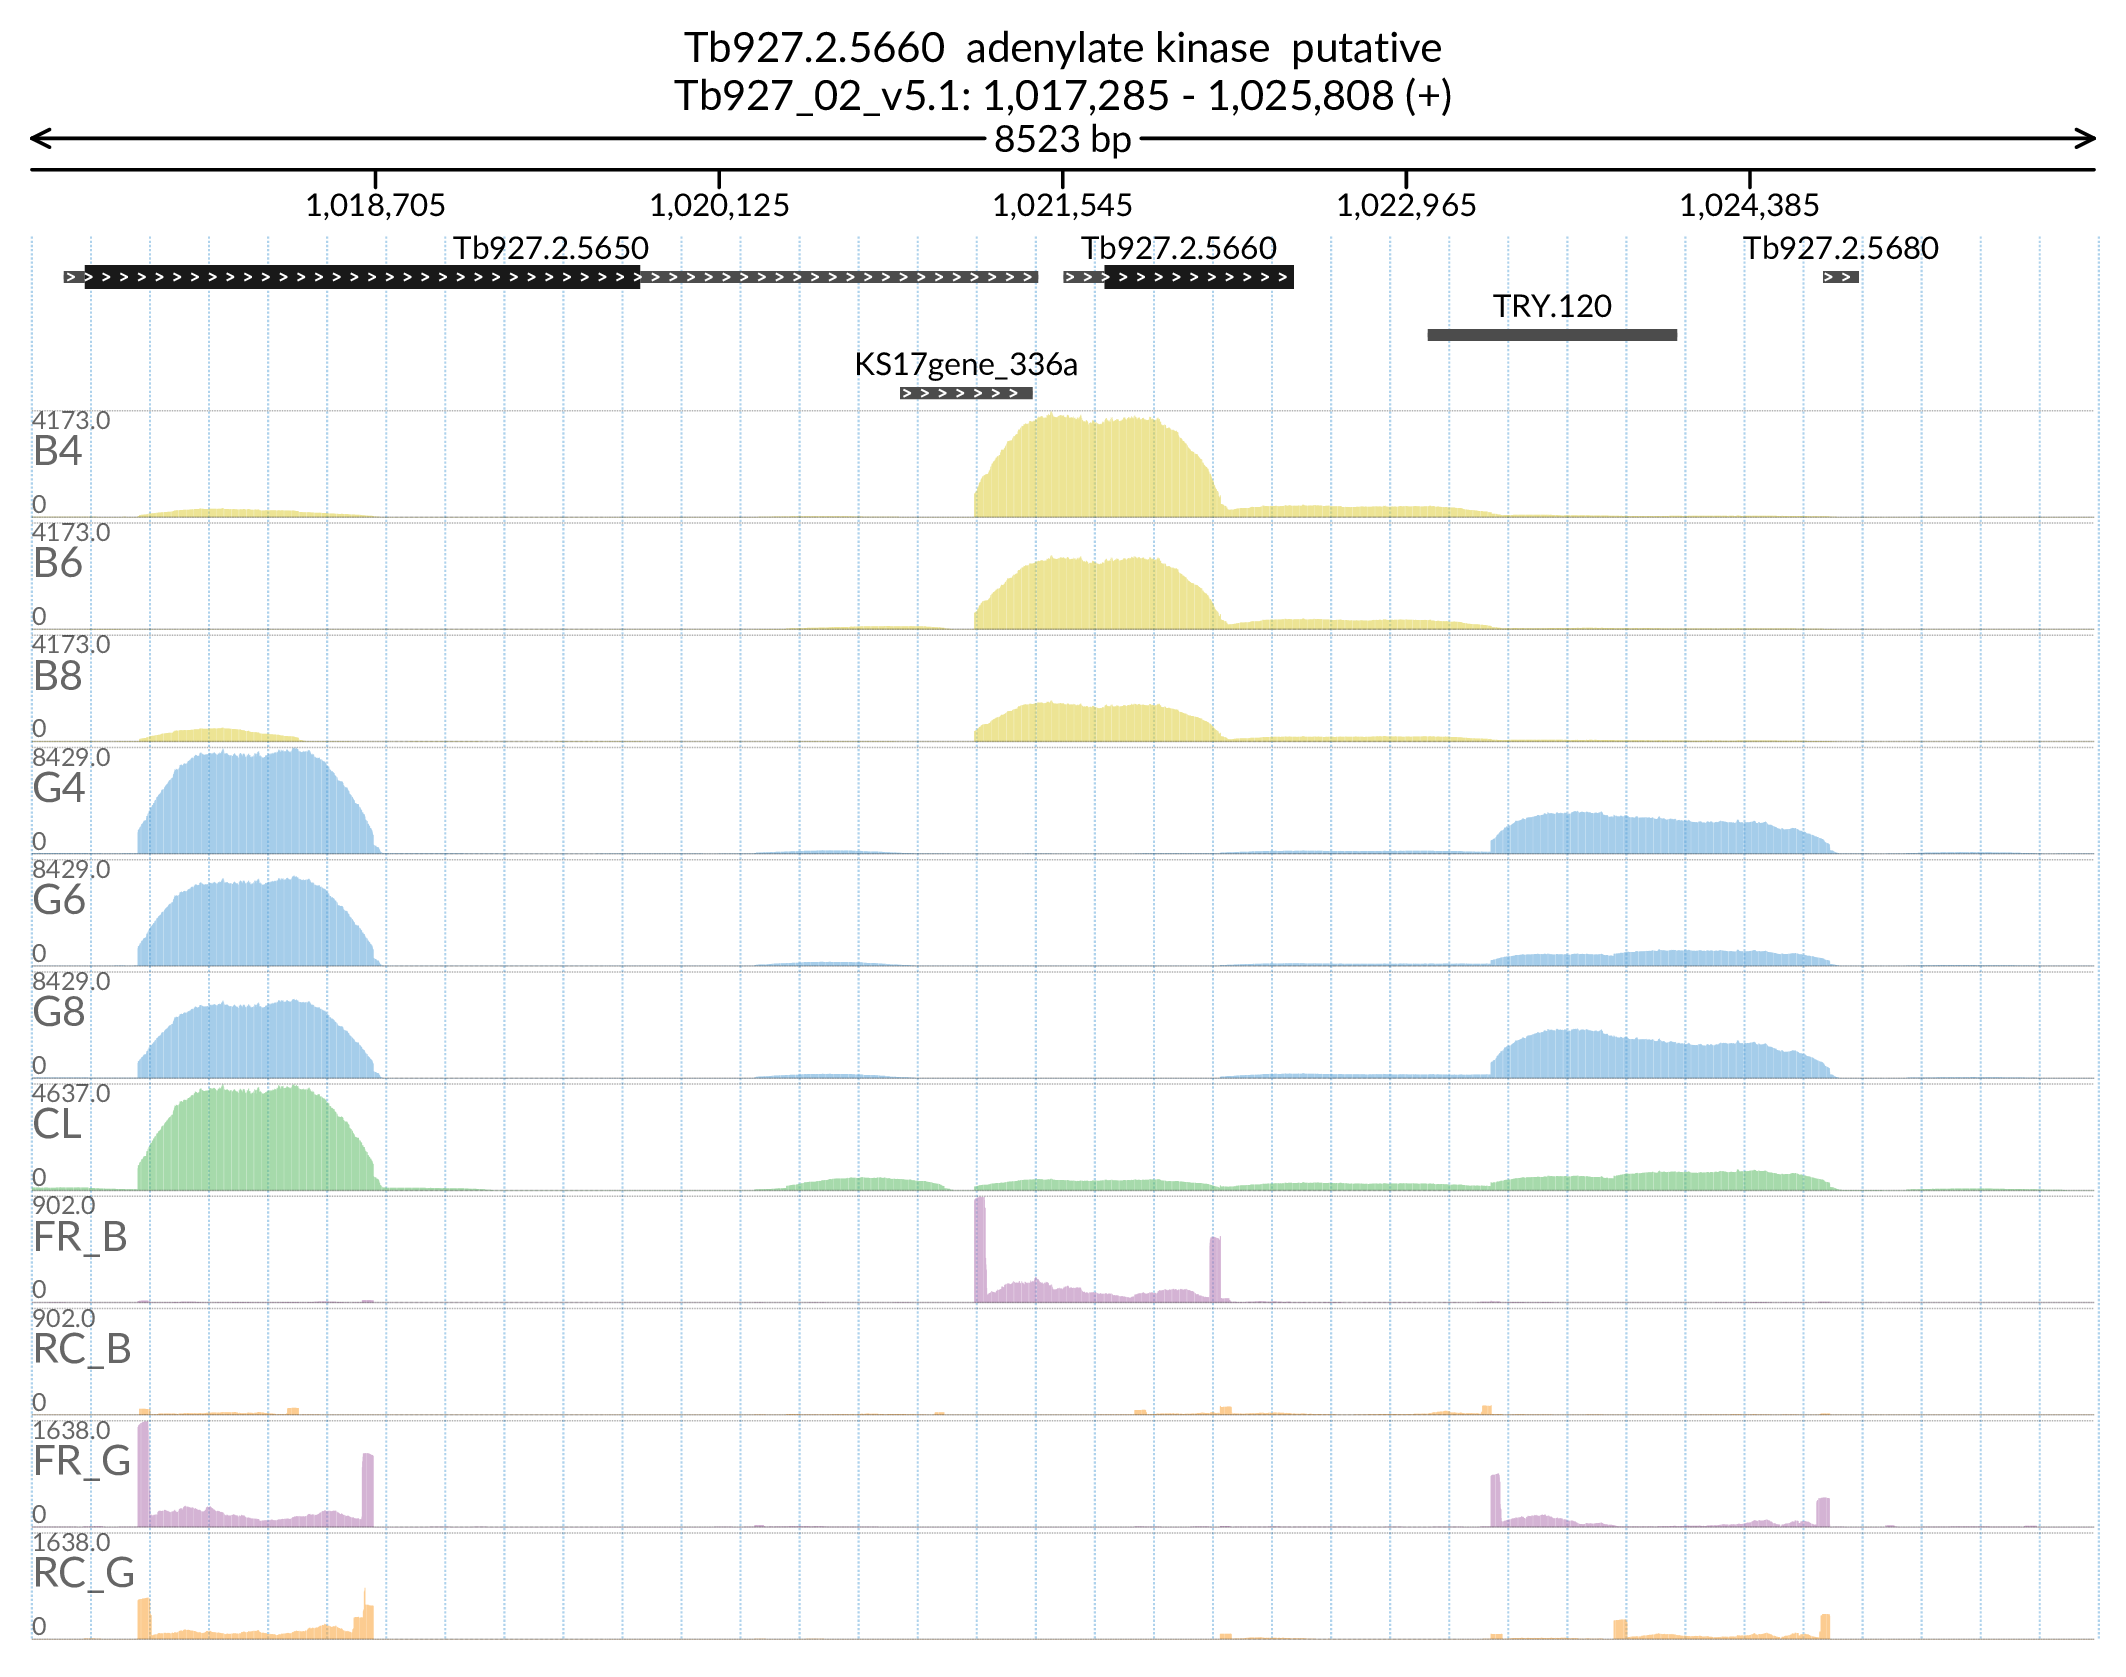 Tb927.2.5660 adenylate kinase putative
Tb927_02_v5.1: 1,017,285 - 1,025,808 (+)
8523 bp
1,018,705 1,020,125 1,021,545 1,022,965 1,024,385
Tb927.2.5650 Tb927.2.5660 Tb927.2.5680
TRY.120
KS17gene_336a
4173.0
B4
0
4173.0
B6
0
4173.0
B8
0
8429.0
G4
0
8429.0
G6
0
8429.0
G8
0
4637.0
CL
0
902.0
FR_B
0
902.0
RC_B
0
1638.0
FR_G
0
1638.0
RC_G
0